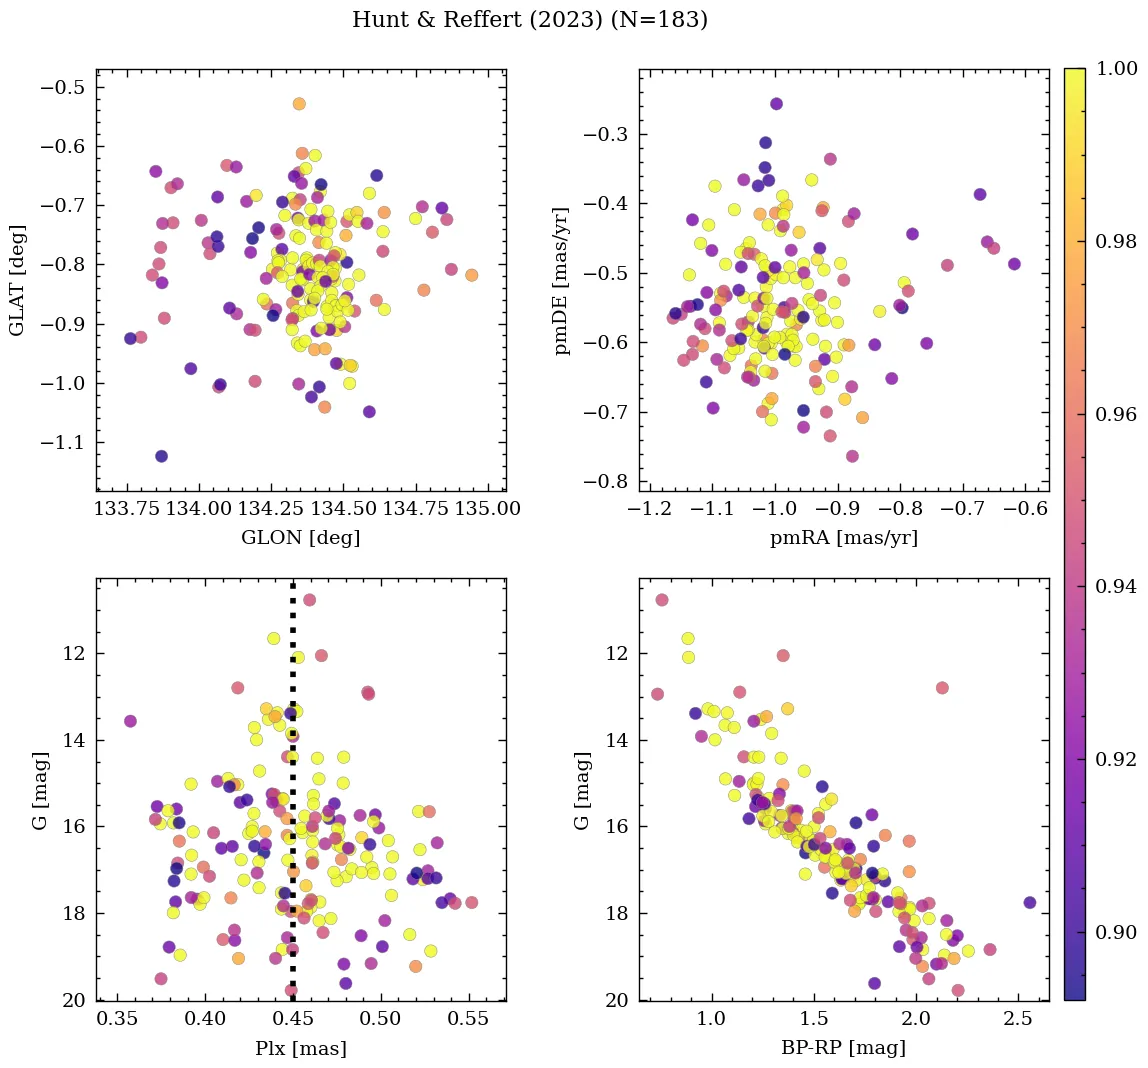 Hunt & Reffert (2023) (N=183)
GLAT [deg]
−0.5
−0.6
−0.7
−0.8
−0.9
−1.0
−1.1
133.75 134.00 134.25 134.50 134.75 135.00
GLON [deg]
pmDE [mas/yr]
−0.3
−0.4
−0.5
−0.6
−0.7
−0.8
−1.2 −1.1 −1.0 −0.9 −0.8 −0.7 −0.6
pmRA [mas/yr]
G [mag]
12
14
16
18
20
0.35 0.40 0.45 0.50 0.55
Plx [mas]
G [mag]
12
14
16
18
20
1.0 1.5 2.0 2.5
BP-RP [mag]
1.00
0.98
0.96
0.94
0.92
0.90